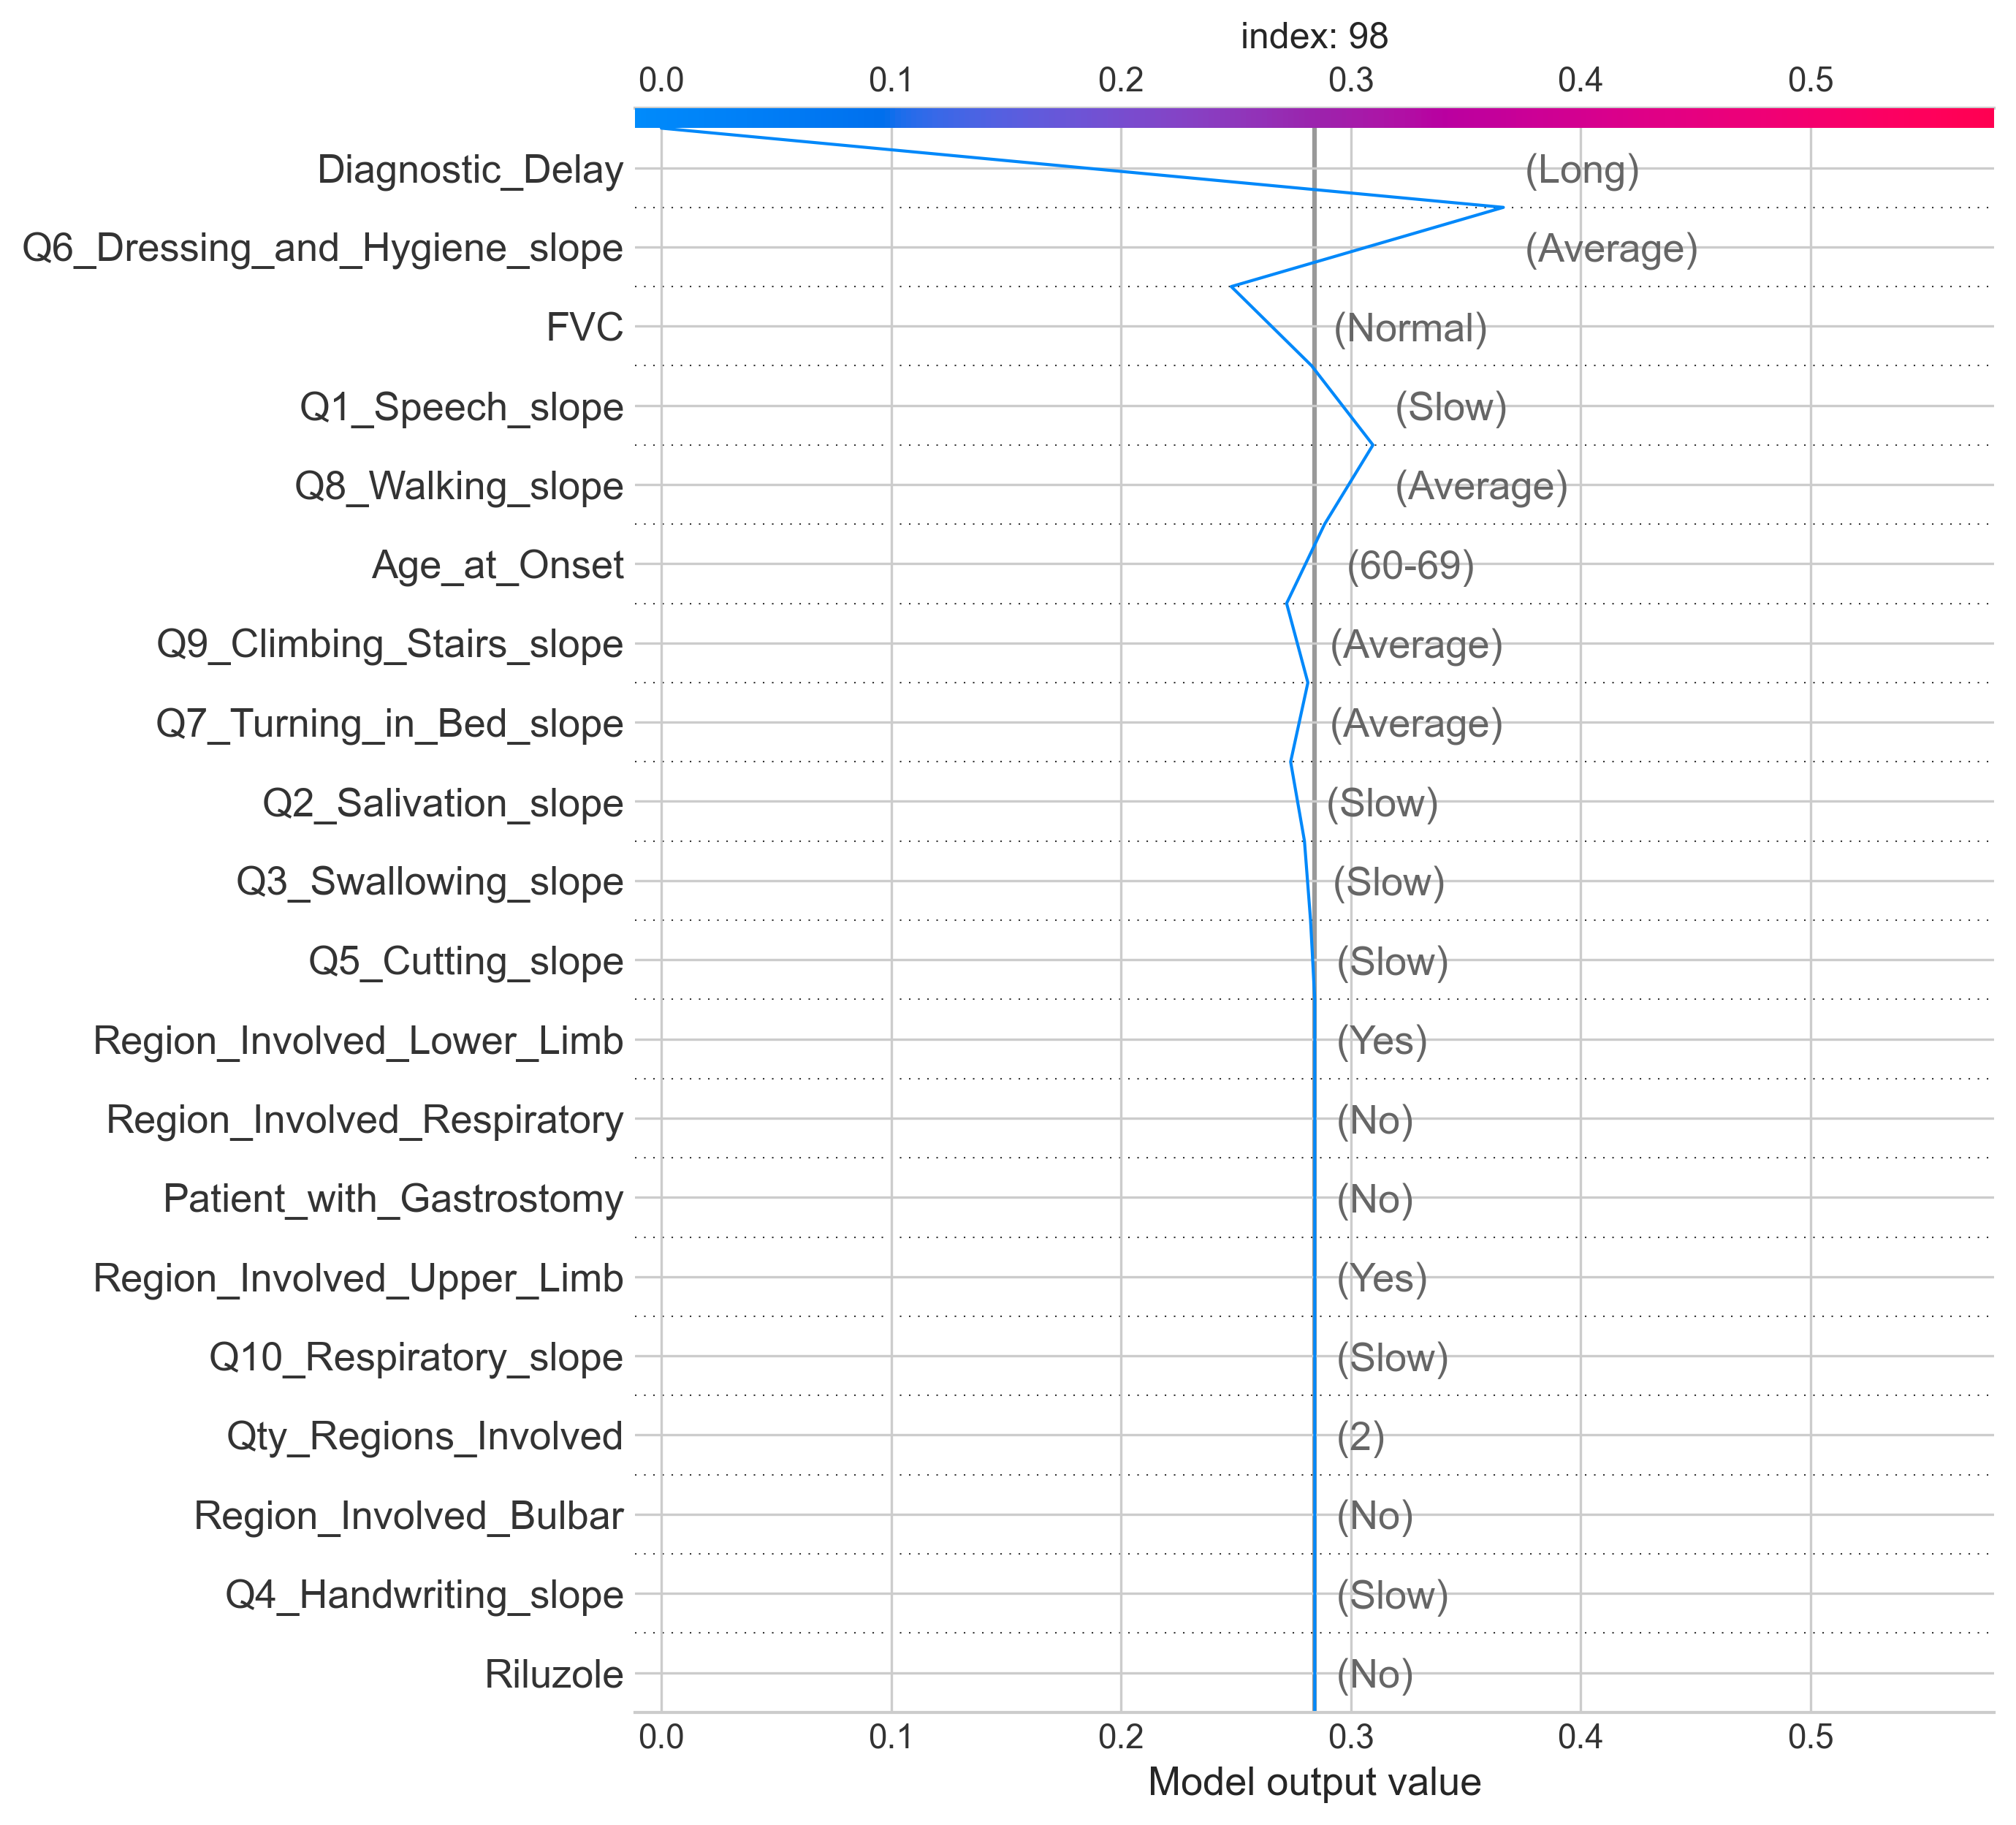 index: 98
0.0 0.1 0.2 0.3 0.4 0.5
Diagnostic_Delay (Long)
Q6_Dressing_and_Hygiene_slope (Average)
FVC (Normal)
Q1_Speech_slope (Slow)
Q8_Walking_slope (Average)
Age_at_Onset (60-69)
Q9_Climbing_Stairs_slope (Average)
Q7_Turning_in_Bed_slope (Average)
Q2_Salivation_slope (Slow)
Q3_Swallowing_slope (Slow)
Q5_Cutting_slope (Slow)
Region_Involved_Lower_Limb (Yes)
Region_Involved_Respiratory (No)
Patient_with_Gastrostomy (No)
Region_Involved_Upper_Limb (Yes)
Q10_Respiratory_slope (Slow)
Qty_Regions_Involved (2)
Region_Involved_Bulbar (No)
Q4_Handwriting_slope (Slow)
Riluzole (No)
0.0 0.1 0.2 0.3 0.4 0.5
Model output value